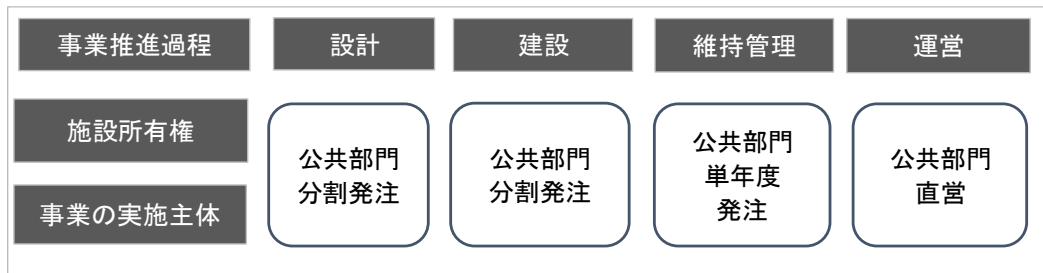 事業推進過程
設計
建設
維持管理
運営
施設所有権
事業の実施主体
公共部門
分割発注
公共部門
分割発注
公共部門
単年度
発注
公共部門
直営